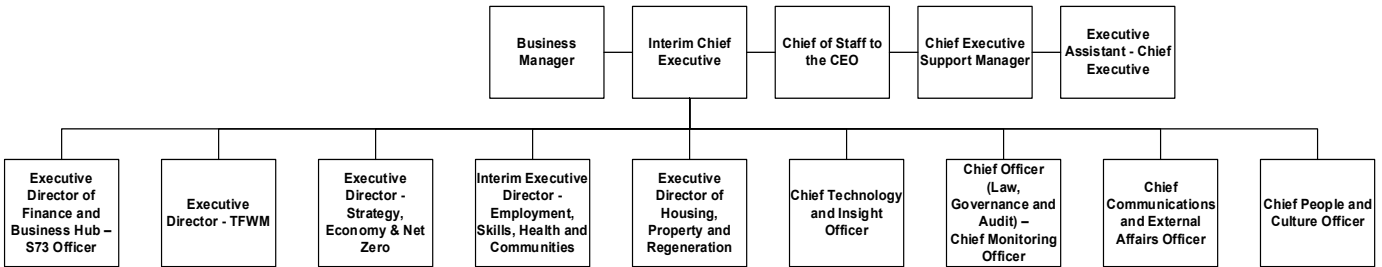 Business
Manager
Interim Chief
Executive
Chief of Staff to
the CEO
Chief Executive
Support Manager
Executive
Assistant - Chief
Executive
Executive
Director of
Finance and
Business Hub –
S73 Officer
Executive
Director - TFWM
Executive
Director -
Strategy,
Economy & Net
Zero
Interim Executive
Director -
Employment,
Skills, Health and
Communities
Executive
Director of
Housing,
Property and
Regeneration
Chief Technology
and Insight
Officer
Chief Officer
(Law,
Governance and
Audit) –
Chief Monitoring
Officer
Chief
Communications
and External
Affairs Officer
Chief People and
Culture Officer